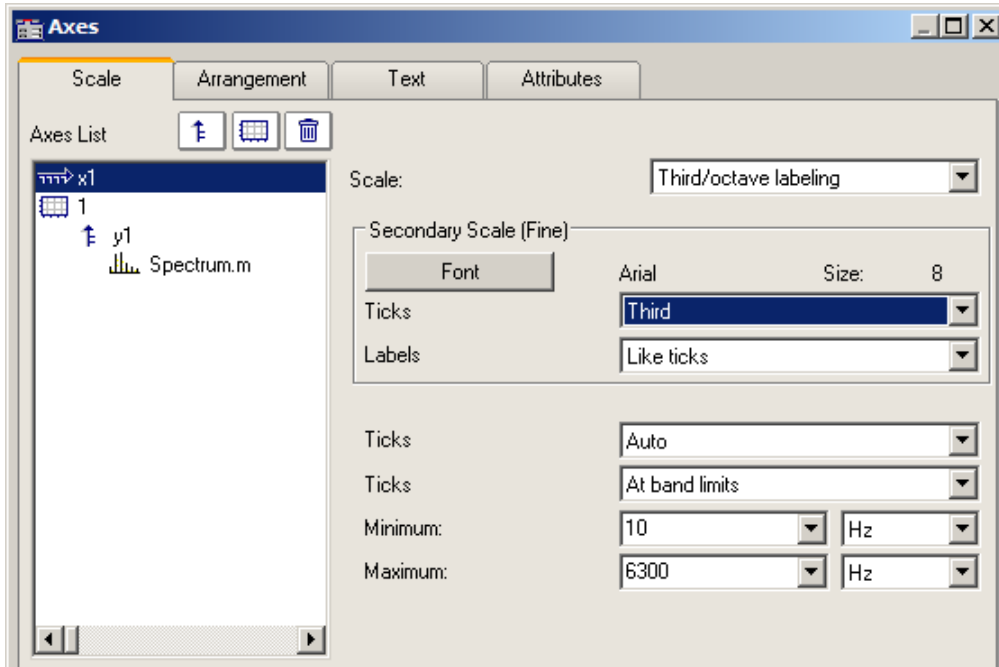 Axes
Scale Arrangement Text Attributes
Axes List
x1
1
y1
Spectrum.m
Scale: Third/octave labeling
Secondary Scale (Fine)
Font Arial Size: 8
Ticks Third
Labels Like ticks
Ticks Auto
Ticks At band limits
Minimum: 10 Hz
Maximum: 6300 Hz